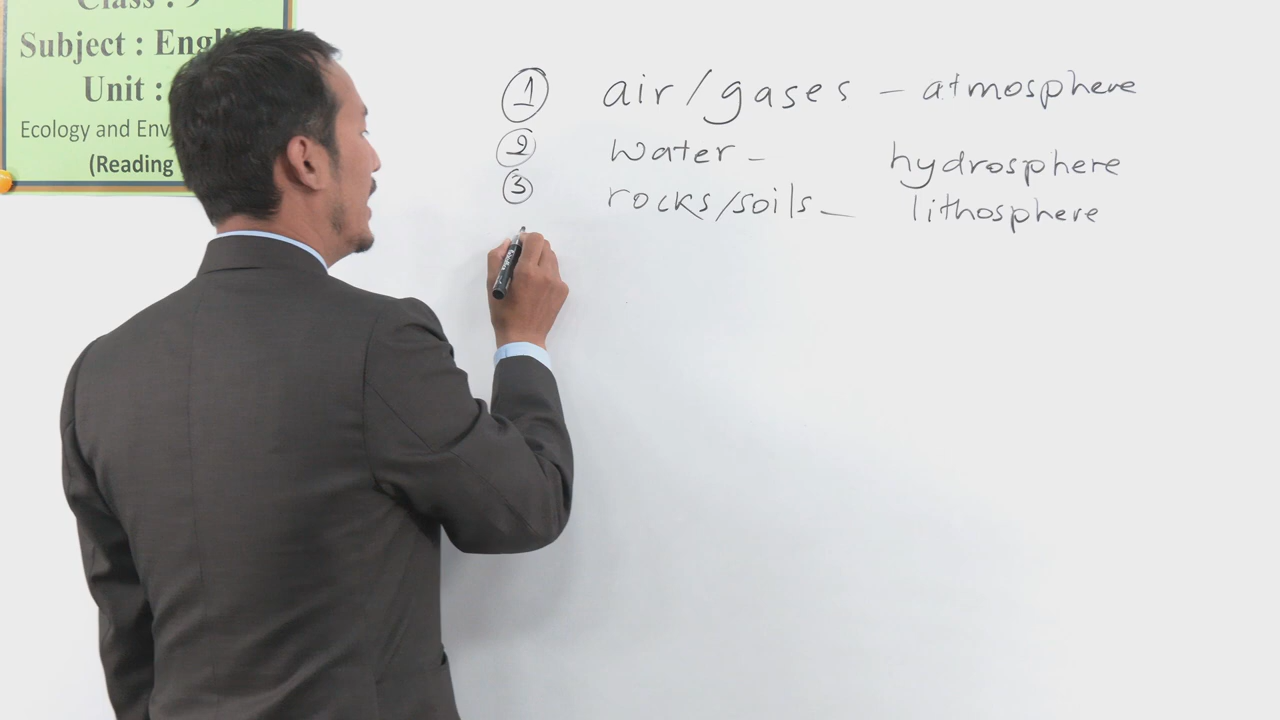 Class : 9
Subject : Engl
Unit :
Ecology and Env
(Reading
① air/gases - atmosphere
② water - hydrosphere
③ rocks/soils - lithosphere